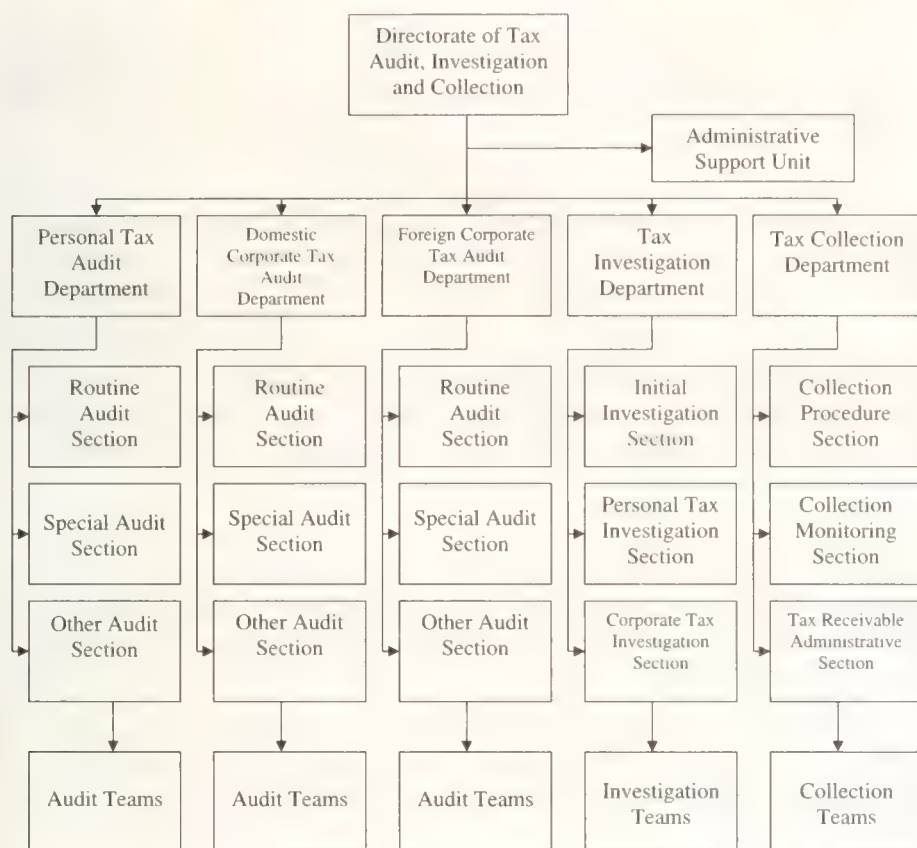 Directorate of Tax
Audit, Investigation
and Collection
Administrative
Support Unit
Personal Tax
Audit
Department
Domestic
Corporate Tax
Audit
Department
Foreign Corporate
Tax Audit
Department
Tax
Investigation
Department
Tax Collection
Department
Routine
Audit
Section
Routine
Audit
Section
Routine
Audit
Section
Initial
Investigation
Section
Collection
Procedure
Section
Special Audit
Section
Special Audit
Section
Special Audit
Section
Personal Tax
Investigation
Section
Collection
Monitoring
Section
Other Audit
Section
Other Audit
Section
Other Audit
Section
Corporate Tax
Investigation
Section
Tax Receivable
Administrative
Section
Audit Teams
Audit Teams
Audit Teams
Investigation
Teams
Collection
Teams